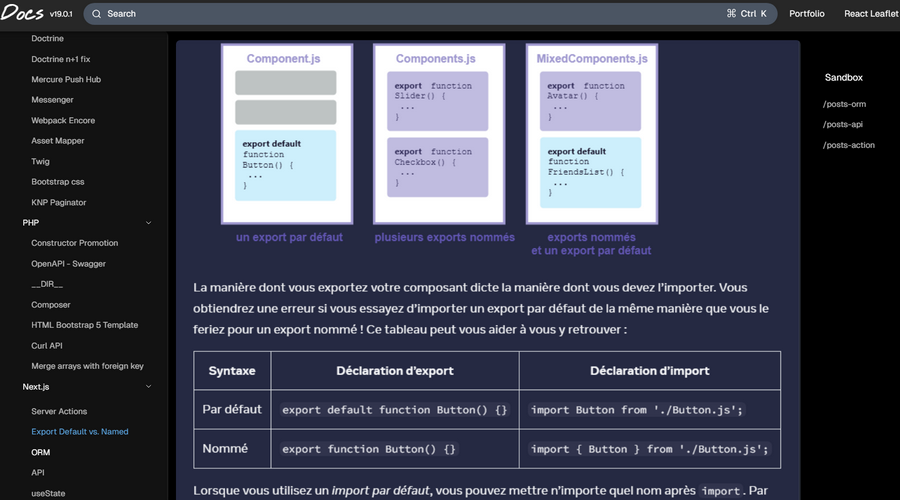 Docs v19.0.1
Search
Ctrl K
Portfolio
React Leaflet
Doctrine
Doctrine n+1 fix
Mercure Push Hub
Messenger
Webpack Encore
Asset Mapper
Twig
Bootstrap css
KNP Paginator
PHP
Constructor Promotion
OpenAPI - Swagger
__DIR__
Composer
HTML Bootstrap 5 Template
Curl API
Merge arrays with foreign key
Next.js
Server Actions
Export Default vs. Named
ORM
API
useState
Component.js
export default
function
Button() {
...
}
un export par défaut
Components.js
export function
Slider() {
...
}
export function
Checkbox() {
...
}
plusieurs exports nommés
MixedComponents.js
export function
Avatar() {
...
}
export default
function
FriendsList() {
...
}
exports nommés
et un export par défaut
La manière dont vous exportez votre composant dicte la manière dont vous devez l’importer. Vous
obtiendrez une erreur si vous essayez d’importer un export par défaut de la même manière que vous le
feriez pour un export nommé ! Ce tableau peut vous aider à vous y retrouver :
Syntaxe Déclaration d’export Déclaration d’import
Par défaut export default function Button() {} import Button from './Button.js';
Nommé export function Button() {} import { Button } from './Button.js';
Lorsque vous utilisez un import par défaut, vous pouvez mettre n’importe quel nom après import. Par
Sandbox
/posts-orm
/posts-api
/posts-action